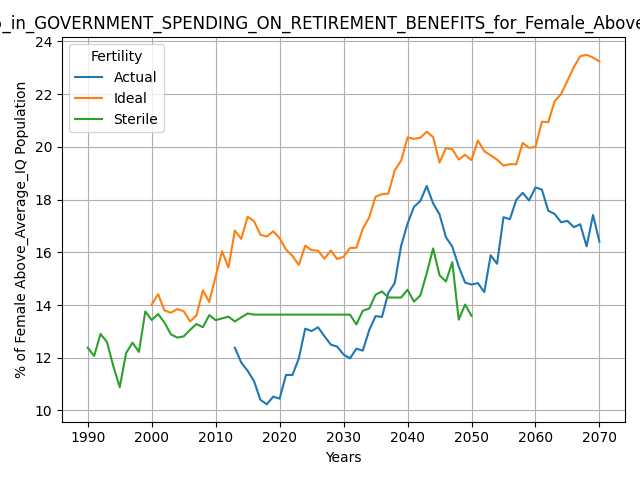 _in_GOVERNMENT_SPENDING_ON_RETIREMENT_BENEFITS_for_Female_Above
Fertility
Actual
Ideal
Sterile
% of Female Above_Average_IQ Population
24
22
20
18
16
14
12
10
1990 2000 2010 2020 2030 2040 2050 2060 2070
Years